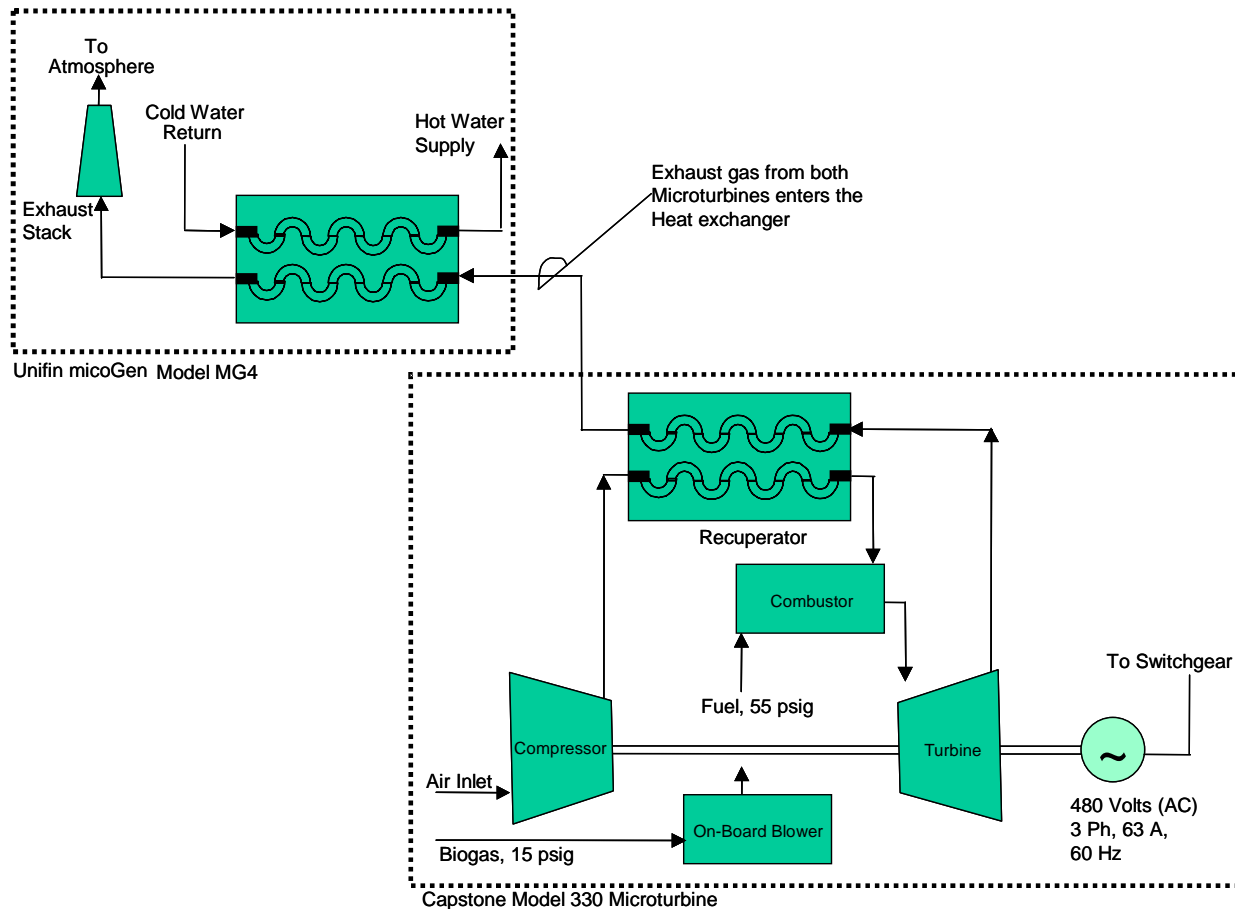 To
Atmosphere
Cold Water
Return
Hot Water
Supply
Exhaust
Stack
Exhaust gas from both
Microturbines enters the
Heat exchanger
Unifin micoGen Model MG4
Recuperator
Combustor
To Switchgear
Fuel, 55 psig
Compressor
Turbine
~
Air Inlet
On-Board Blower
Biogas, 15 psig
480 Volts (AC)
3 Ph, 63 A,
60 Hz
Capstone Model 330 Microturbine